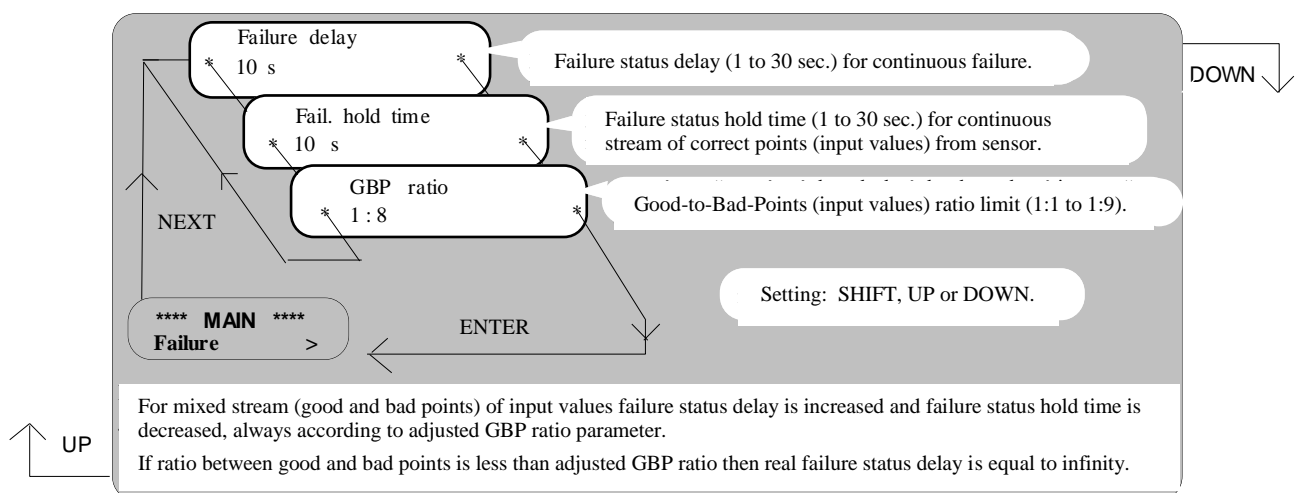 Failure delay
* 10 s *
Failure status delay (1 to 30 sec.) for continuous failure.
DOWN
Fail. hold time
* 10 s *
Failure status hold time (1 to 30 sec.) for continuous
stream of correct points (input values) from sensor.
GBP ratio
* 1 : 8 *
Good-to-Bad-Points (input values) ratio limit (1:1 to 1:9).
NEXT
Setting: SHIFT, UP or DOWN.
**** MAIN ****
Failure >
ENTER
For mixed stream (good and bad points) of input values failure status delay is increased and failure status hold time is
decreased, always according to adjusted GBP ratio parameter.
If ratio between good and bad points is less than adjusted GBP ratio then real failure status delay is equal to infinity.
UP